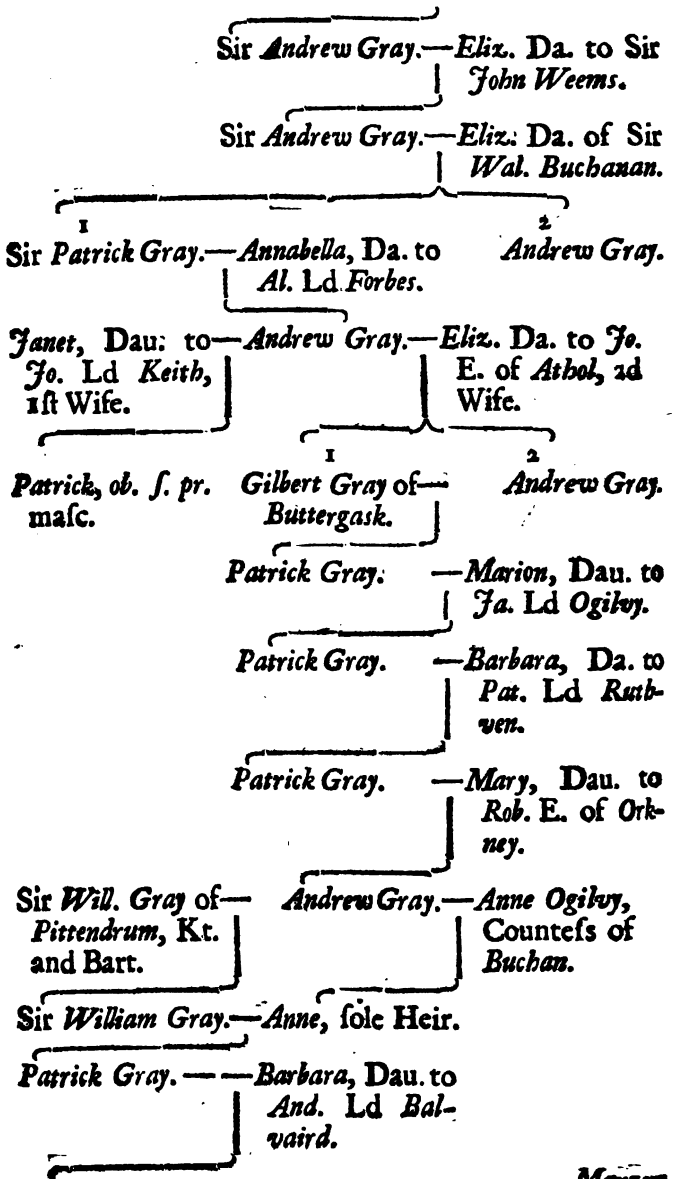 Sir Andrew Gray.—Eliz. Da. to Sir
John Weems.
Sir Andrew Gray.—Eliz: Da. of Sir
Wal. Buchanan.
1 2
Sir Patrick Gray.—Annabella, Da. to Andrew Gray.
Al. Ld Forbes.
Janet, Dau: to—Andrew Gray.—Eliz. Da. to Jo.
Jo. Ld Keith, E. of Athol, 2d
1ſt Wife. Wife.
1 2
Patrick, ob. ſ. pr. Gilbert Gray of— Andrew Gray.
maſc. Buttergask.
Patrick Gray. —Marion, Dau. to
Ja. Ld Ogilvy.
Patrick Gray. —Barbara, Da. to
Pat. Ld Ruth-
ven.
Patrick Gray. —Mary, Dau. to
Rob. E. of Ork-
ney.
Sir Will. Gray of— Andrew Gray.—Anne Ogilvy,
Pittendrum, Kt. Counteſs of
and Bart. Buchan.
Sir William Gray.—Anne, ſole Heir.
Patrick Gray. — —Barbara, Dau. to
And. Ld Bal-
vaird.